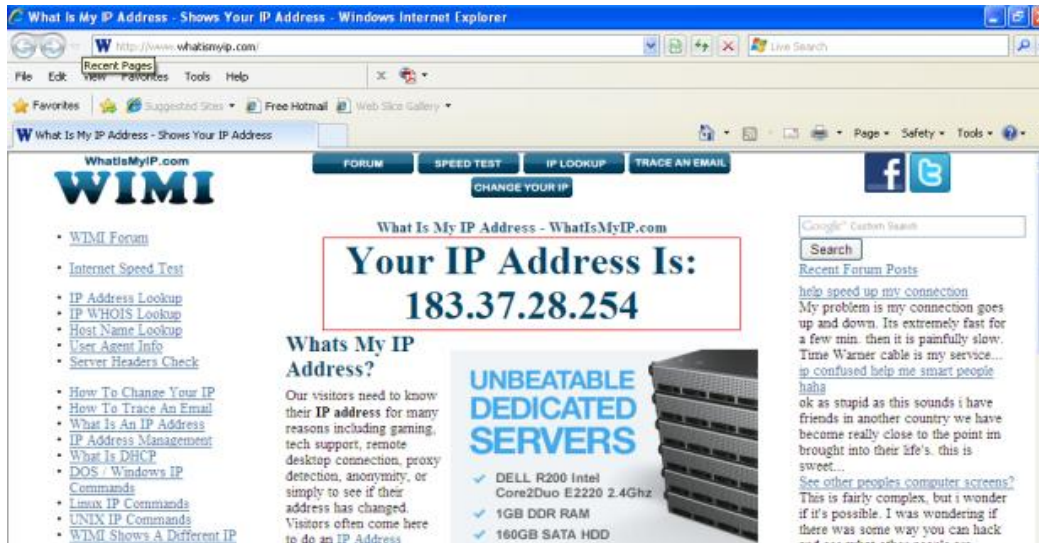 What Is My IP Address - Shows Your IP Address - Windows Internet Explorer
http://www.whatismyip.com/
Live Search
File Edit View Favorites Tools Help
Recent Pages
Favorites Suggested Sites Free Hotmail Web Slice Gallery
What Is My IP Address - Shows Your IP Address
Page Safety Tools
WhatIsMyIP.com
WIMI
FORUM SPEED TEST IP LOOKUP TRACE AN EMAIL
CHANGE YOUR IP
WIMI Forum
Internet Speed Test
IP Address Lookup
IP WHOIS Lookup
Host Name Lookup
User Agent Info
Server Headers Check
How To Change Your IP
How To Trace An Email
What Is An IP Address
IP Address Management
What Is DHCP
DOS / Windows IP
Commands
Linux IP Commands
UNIX IP Commands
WIMI Shows A Different IP
What Is My IP Address - WhatIsMyIP.com
Your IP Address Is:
183.37.28.254
Whats My IP
Address?
Our visitors need to know
their IP address for many
reasons including gaming,
tech support, remote
desktop connection, proxy
detection, anonymity, or
simply to see if their
address has changed.
Visitors often come here
to do an IP Address
UNBEATABLE
DEDICATED
SERVERS
DELL R200 Intel
Core2Duo E2220 2.4Ghz
1GB DDR RAM
160GB SATA HDD
Google Custom Search
Search
Recent Forum Posts
help speed up my connection
My problem is my connection goes
up and down. Its extremely fast for
a few min. then it is painfully slow.
Time Warner cable is my service...
ip confused help me smart people
haha
ok as stupid as this sounds i have
friends in another country we have
become really close to the point im
brought into their life's. this is
sweet...
See other peoples computer screens?
This is fairly complex, but i wonder
if it's possible. I was wondering if
there was some way you can hack